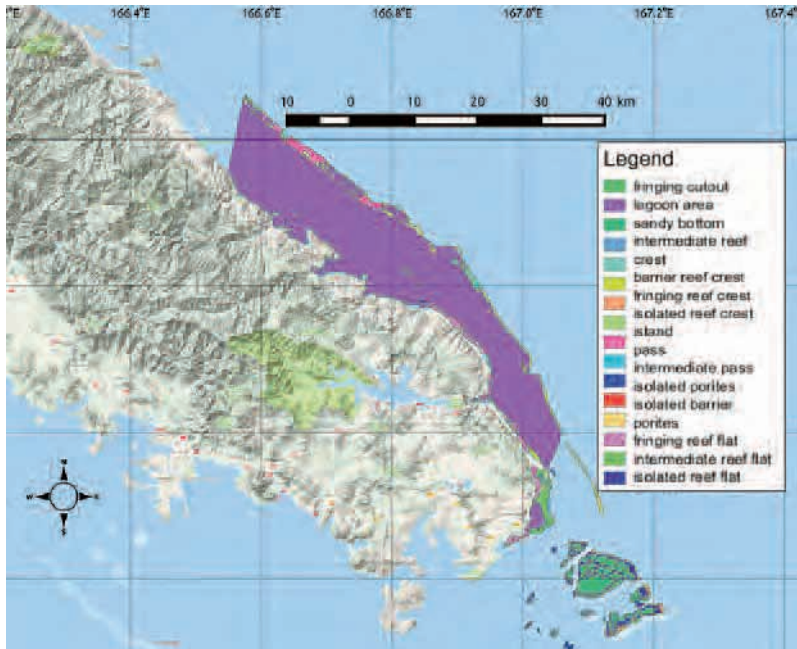 166.4°E 166.6°E 166.8°E 167.0°E 167.2°E 167.4°
10 0 10 20 30 40 km
Legend
fringing cutout
lagoon area
sandy bottom
intermediate reef
crest
barrier reef crest
fringing reef crest
isolated reef crest
island
pass
intermediate pass
isolated porites
isolated barrier
porites
fringing reef flat
intermediate reef flat
isolated reef flat
N
W E
S